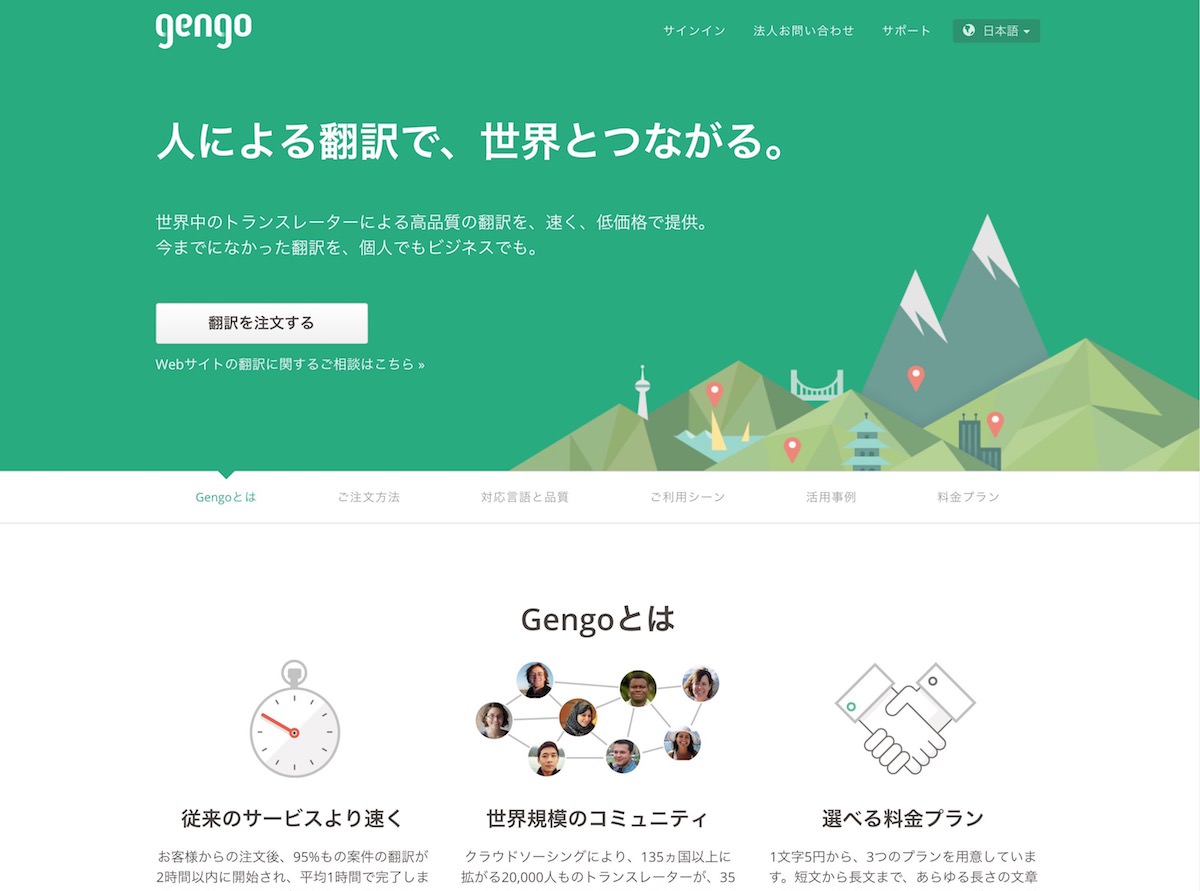 gengo
サインイン
法人お問い合わせ
サポート
日本語
人による翻訳で、世界とつながる。
世界中のトランスレーターによる高品質の翻訳を、速く、低価格で提供。
今までになかった翻訳を、個人でもビジネスでも。
翻訳を注文する
Webサイトの翻訳に関するご相談はこちら »
Gengoとは
ご注文方法
対応言語と品質
ご利用シーン
活用事例
料金プラン
Gengoとは
従来のサービスより速く
お客様からの注文後、95%もの案件の翻訳が
2時間以内に開始され、平均1時間で完了しま
世界規模のコミュニティ
クラウドソーシングにより、135ヵ国以上に
拡がる20,000人ものトランスレーターが、35
選べる料金プラン
1文字5円から、3つのプランを用意していま
す。短文から長文まで、あらゆる長さの文章